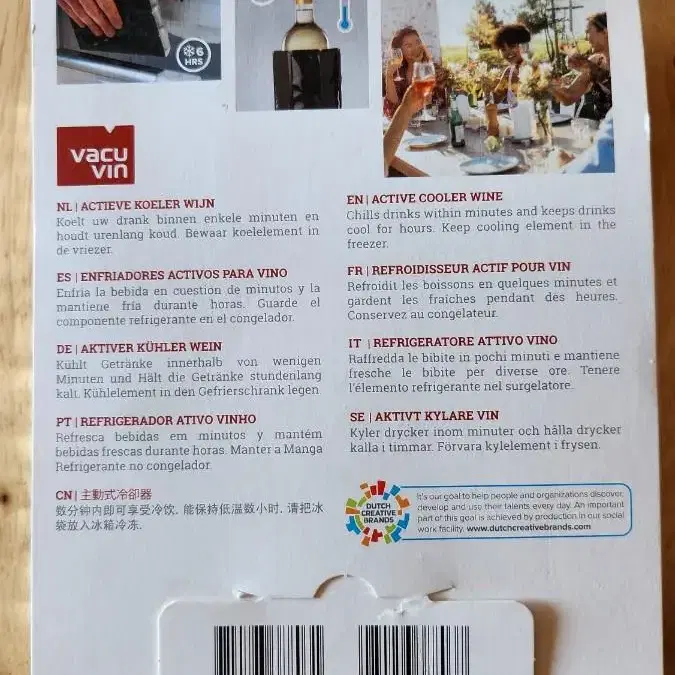 6
HRS
vacu
vin
NL | ACTIEVE KOELER WIJN
Koelt uw drank binnen enkele minuten en
houdt urenlang koud. Bewaar koelelement in
de vriezer.
ES | ENFRIADORES ACTIVOS PARA VINO
Enfria la bebida en cuestion de minutos y la
mantiene fria durante horas. Guarde el
componente refrigerante en el congelador.
DE | AKTIVER KÜHLER WEIN
Kühlt Getränke innerhalb von wenigen
Minuten und Hält die Getränke stundenlang
kalt. Kühlelement in den Gefrierschrank legen.
PT | REFRIGERADOR ATIVO VINHO
Refresca bebidas em minutos y mantém
bebidas frescas durante horas. Manter a Manga
Refrigerante no congelador.
CN | 主動式冷卻器
数分钟内即可享受冷饮. 能保持低溫数小时. 请把冰
袋放入冰箱冷冻.
EN | ACTIVE COOLER WINE
Chills drinks within minutes and keeps drinks
cool for hours. Keep cooling element in the
freezer.
FR | REFROIDISSEUR ACTIF POUR VIN
Refroidit les boissons en quelques minutes et
gardent les fraiches pendant des heures.
Conservez au congelateur.
IT | REFRIGERATORE ATTIVO VINO
Raffredda le bibite in pochi minuti e mantiene
fresche le bibite per diverse ore. Tenere
l'élemento refrigerante nel surgelatore.
SE | AKTIVT KYLARE VIN
Kyler drycker inom minuter och hålla drycker
kalla i timmar. Förvara kylelement i frysen.
DUTCH
CREATIVE
BRANDS
It's our goal to help people and organizations discover,
develop and use their talents every day. An important
part of this goal is achieved by production in our social
work facility. www.dutchcreativebrands.com